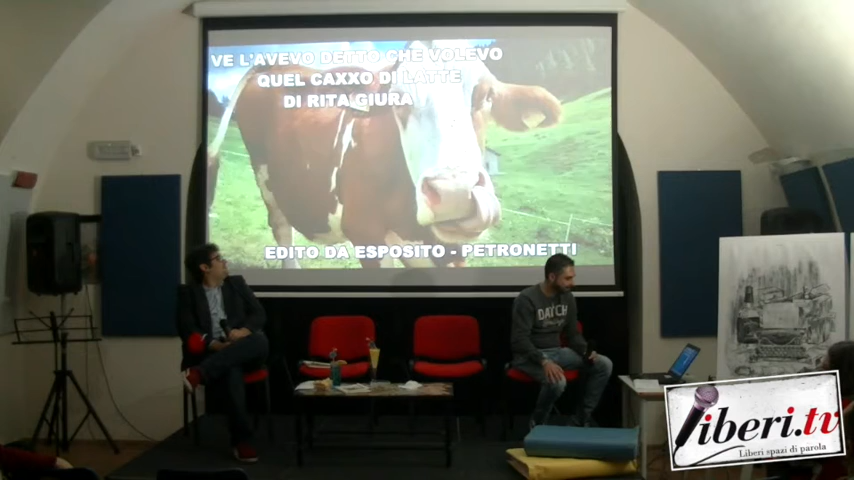 VE L'AVEVO DETTO CHE VOLEVO
QUEL CAXXO DI LATTE
DI RITA GIURA
EDITO DA ESPOSITO - PETRONETTI
DATCH
liberi.tv
Liberi spazi di parola